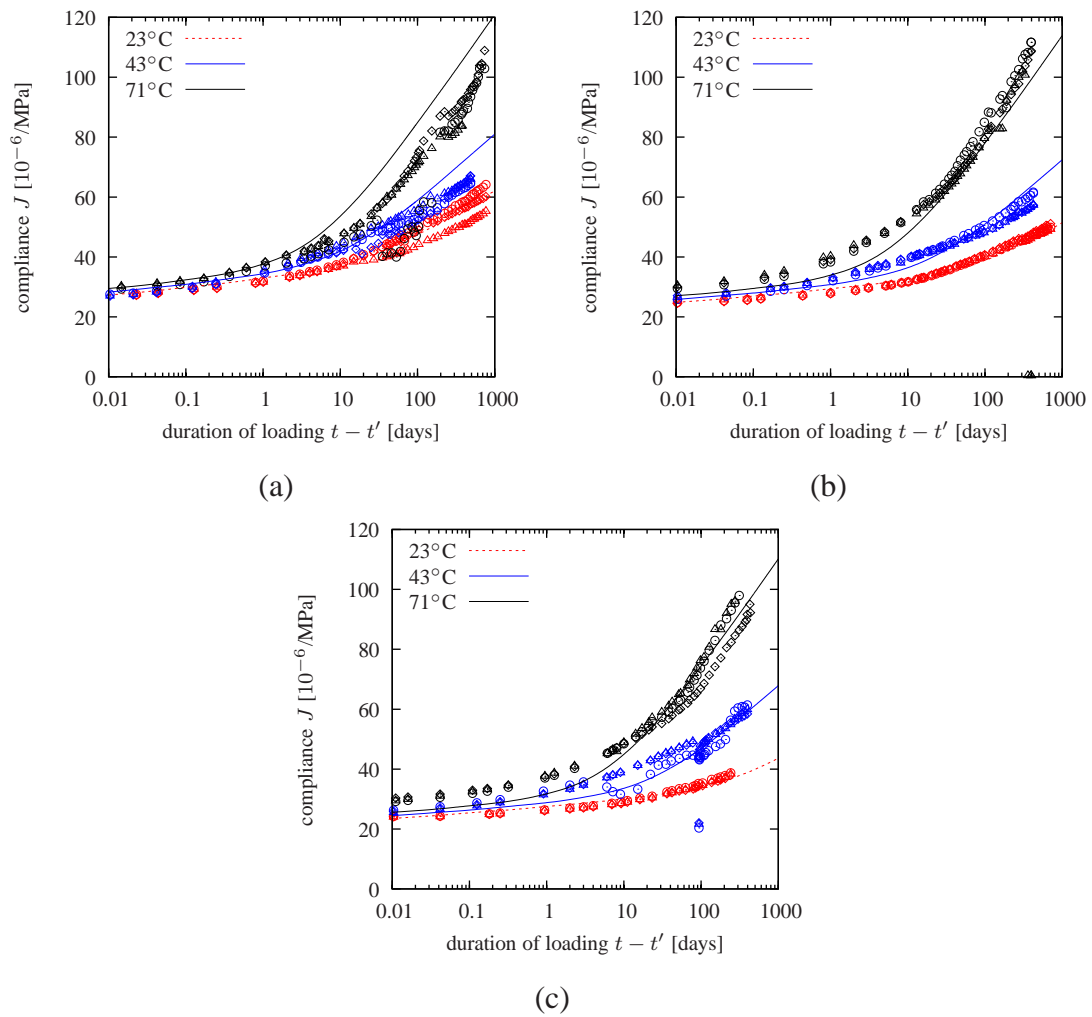 120
100
80
60
40
20
0
compliance J [10⁻⁶/MPa]
23°C
43°C
71°C
0.01 0.1 1 10 100 1000
duration of loading t − t′ [days]
(a)
120
100
80
60
40
20
0
compliance J [10⁻⁶/MPa]
23°C
43°C
71°C
0.01 0.1 1 10 100 1000
duration of loading t − t′ [days]
(b)
120
100
80
60
40
20
0
compliance J [10⁻⁶/MPa]
23°C
43°C
71°C
0.01 0.1 1 10 100 1000
duration of loading t − t′ [days]
(c)